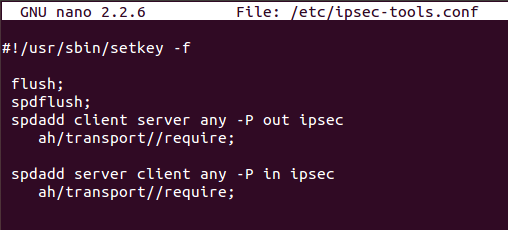 GNU nano 2.2.6 File: /etc/ipsec-tools.conf
#!/usr/sbin/setkey -f
flush;
spdflush;
spdadd client server any -P out ipsec
ah/transport//require;
spdadd server client any -P in ipsec
ah/transport//require;